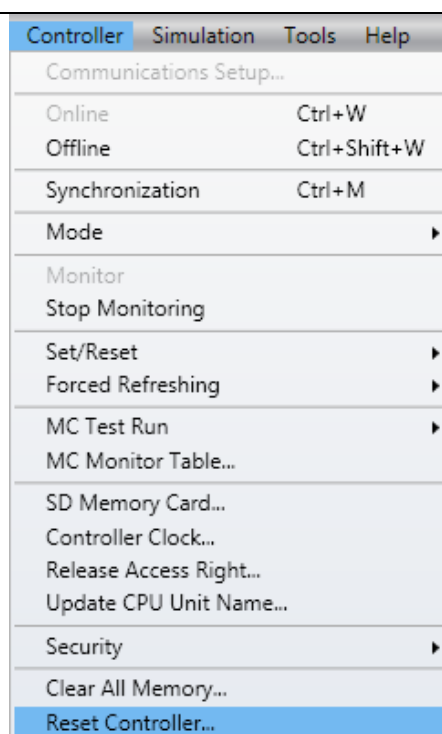 Controller Simulation Tools Help
Communications Setup...
Online Ctrl+W
Offline Ctrl+Shift+W
Synchronization Ctrl+M
Mode
Monitor
Stop Monitoring
Set/Reset
Forced Refreshing
MC Test Run
MC Monitor Table...
SD Memory Card...
Controller Clock...
Release Access Right...
Update CPU Unit Name...
Security
Clear All Memory...
Reset Controller...